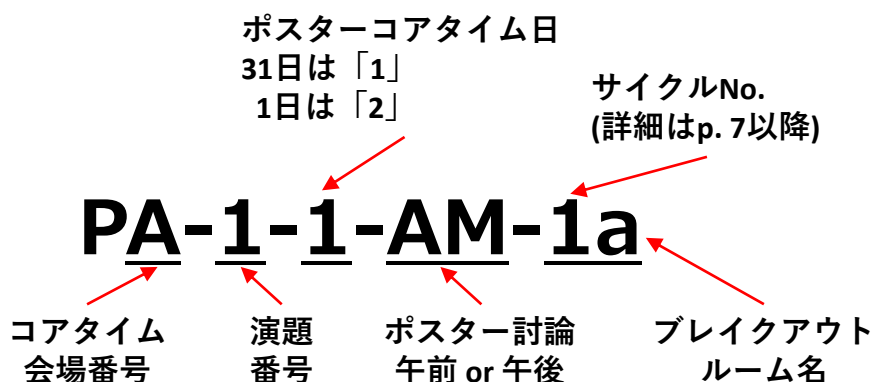 ポスターコアタイム日
31日は「1」
1日は「2」
サイクルNo.
(詳細はp. 7以降)
PA-1-1-AM-1a
コアタイム
会場番号
演題
番号
ポスター討論
午前 or 午後
ブレイクアウト
ルーム名